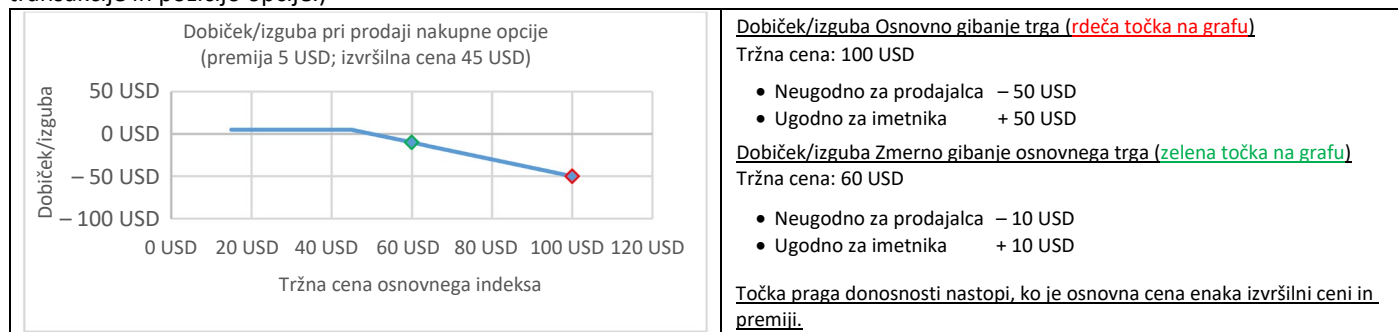 transakcije in pozicijo opcije.)
Dobiček/izguba pri prodaji nakupne opcije
(premija 5 USD; izvršilna cena 45 USD)
Dobiček/izguba
50 USD
0 USD
– 50 USD
– 100 USD
0 USD 20 USD 40 USD 60 USD 80 USD 100 USD 120 USD
Tržna cena osnovnega indeksa
Dobiček/izguba Osnovno gibanje trga (rdeča točka na grafu)
Tržna cena: 100 USD
• Neugodno za prodajalca – 50 USD
• Ugodno za imetnika + 50 USD
Dobiček/izguba Zmerno gibanje osnovnega trga (zelena točka na grafu)
Tržna cena: 60 USD
• Neugodno za prodajalca – 10 USD
• Ugodno za imetnika + 10 USD
Točka praga donosnosti nastopi, ko je osnovna cena enaka izvršilni ceni in
premiji.